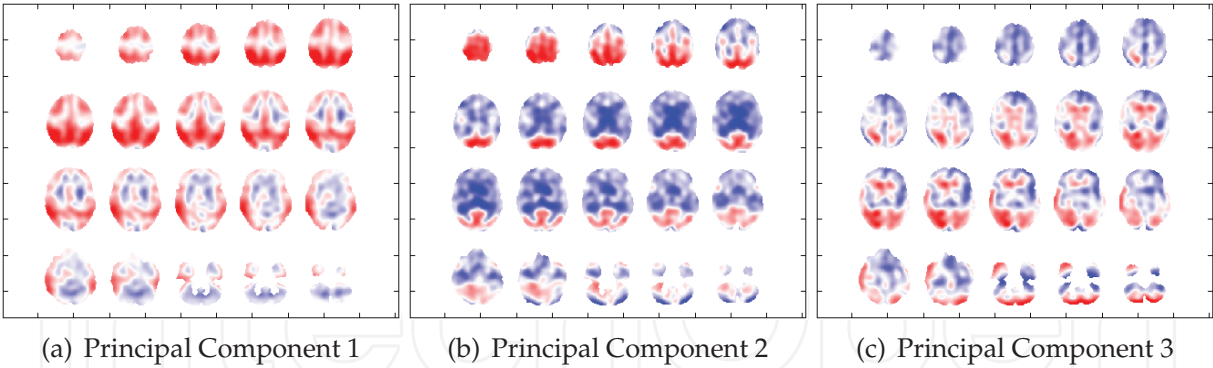 (a) Principal Component 1
(b) Principal Component 2
(c) Principal Component 3